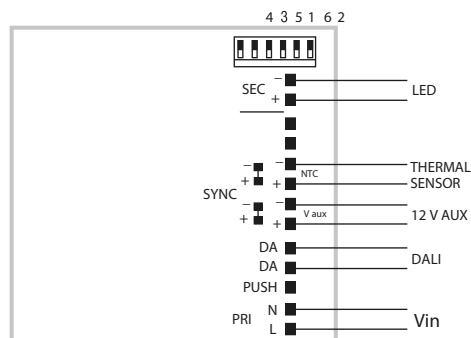 4 3 5 1 6 2
SEC
−
+
LED
SYNC
−
+
−
+
−
+
NTC
THERMAL
SENSOR
−
+
V aux
12 V AUX
DA
DA
DALI
PUSH
PRI
N
L
Vin